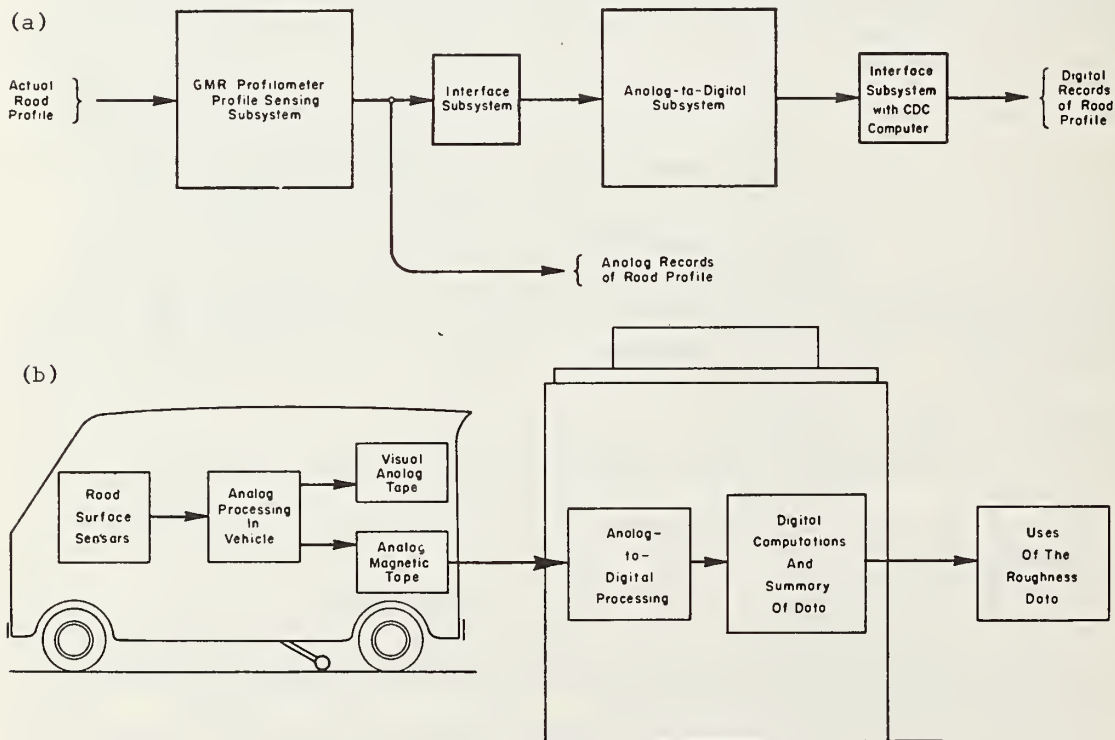 (a)
Actual
Road
Profile
GMR Profilometer
Profile Sensing
Subsystem
Interface
Subsystem
Analog-to-Digital
Subsystem
Interface
Subsystem
with CDC
Computer
Digital
Records
of Road
Profile
Analog Records
of Road Profile
(b)
Road
Surface
Sensors
Analog
Processing
In
Vehicle
Visual
Analog
Tape
Analog
Magnetic
Tape
Analog-
to-
Digital
Processing
Digital
Computations
And
Summary
Of Data
Uses
Of The
Roughness
Data